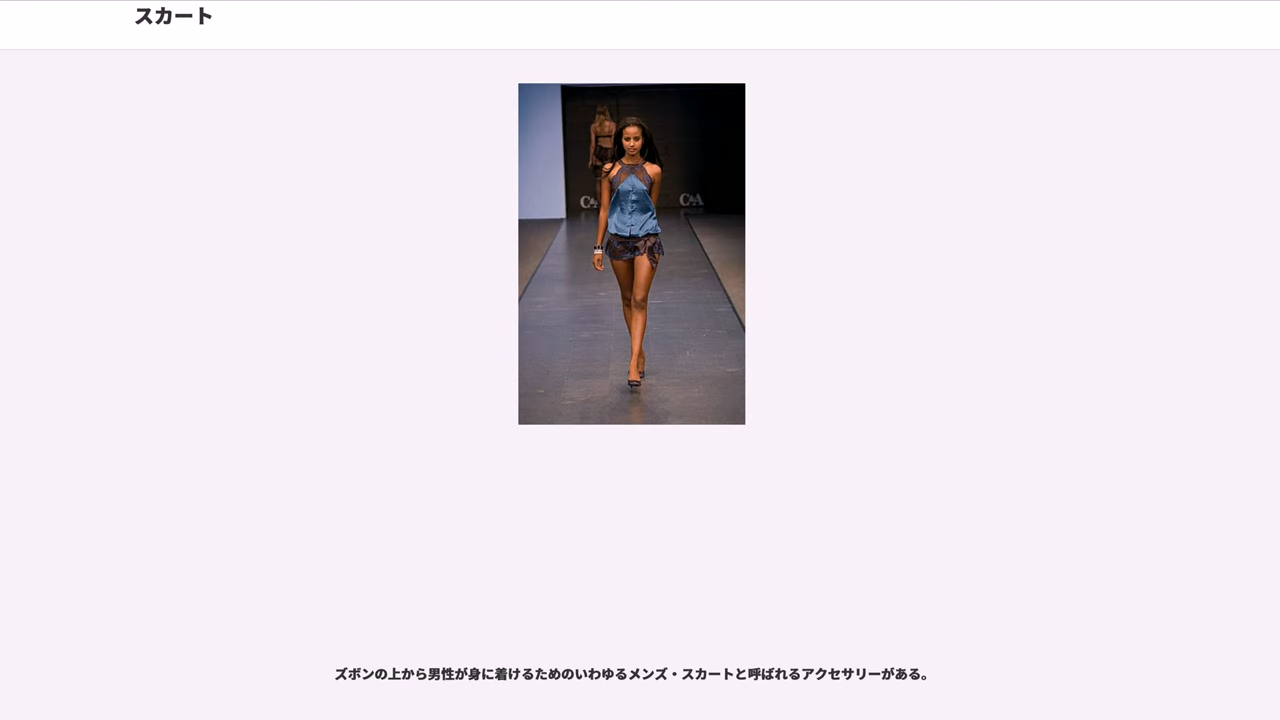 スカート
C&A C&A
ズボンの上から男性が身に着けるためのいわゆるメンズ・スカートと呼ばれるアクセサリーがある。